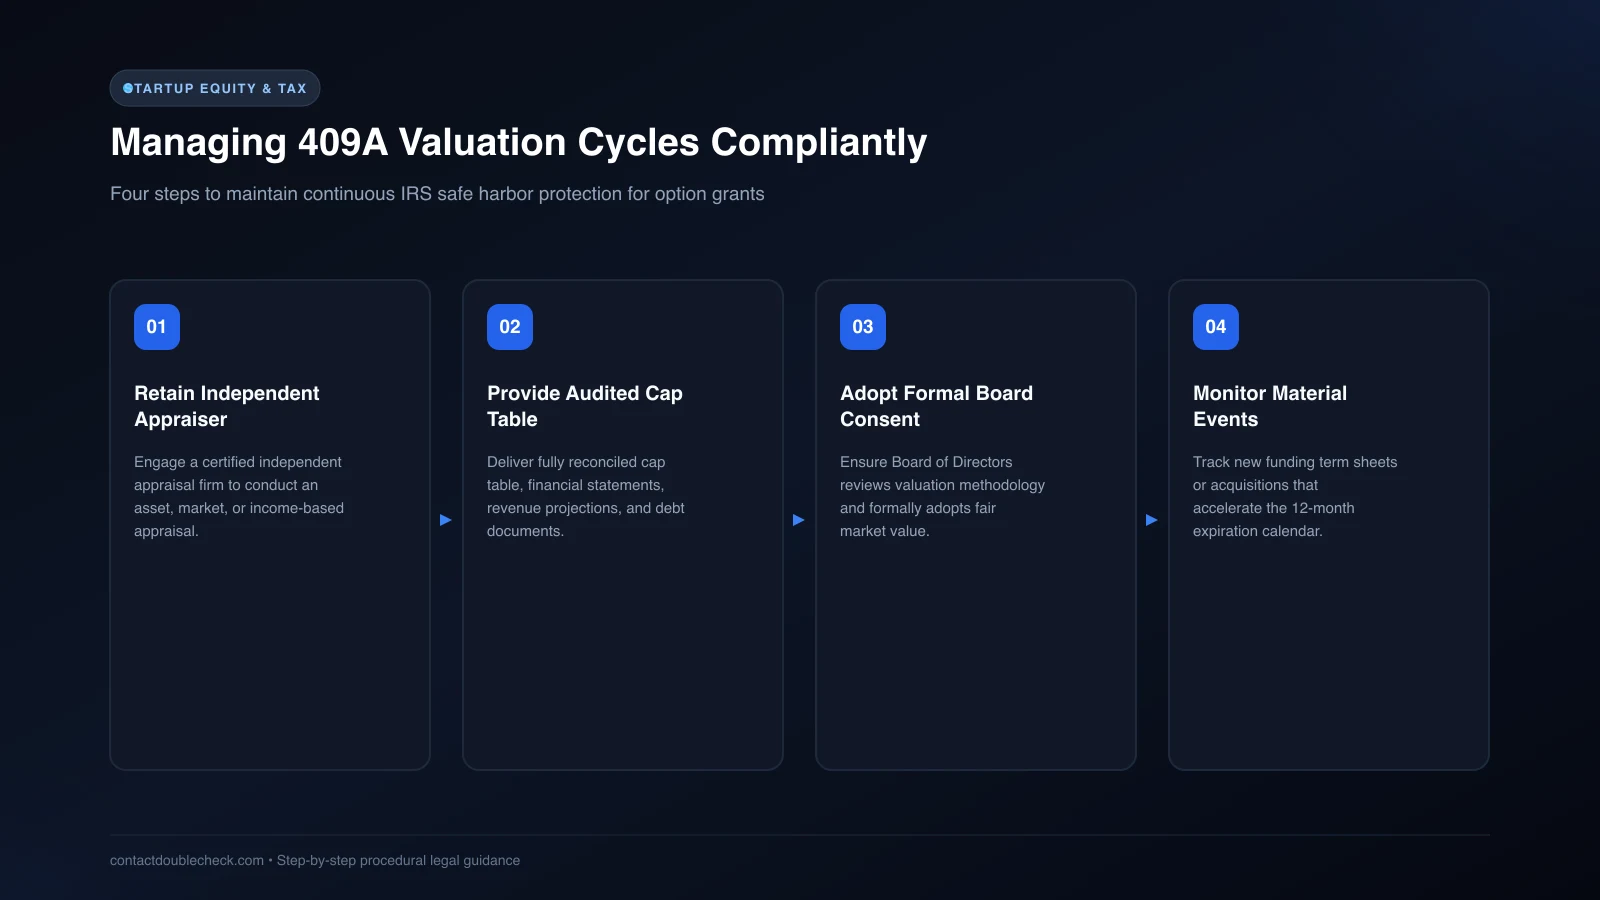 STARTUP EQUITY & TAX
Managing 409A Valuation Cycles Compliantly
Four steps to maintain continuous IRS safe harbor protection for option grants
01
Retain Independent
Appraiser
Engage a certified independent
appraisal firm to conduct an
asset, market, or income-based
appraisal.
02
Provide Audited Cap
Table
Deliver fully reconciled cap
table, financial statements,
revenue projections, and debt
documents.
03
Adopt Formal Board
Consent
Ensure Board of Directors
reviews valuation methodology
and formally adopts fair
market value.
04
Monitor Material
Events
Track new funding term sheets
or acquisitions that
accelerate the 12-month
expiration calendar.
contactdoublecheck.com • Step-by-step procedural legal guidance